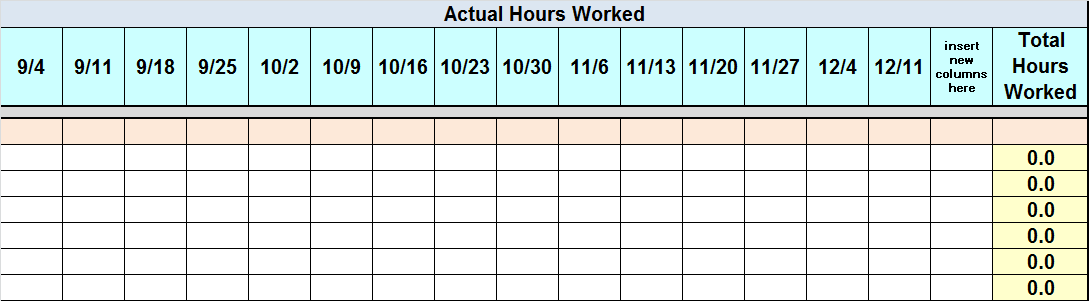 Actual Hours Worked
9/4 9/11 9/18 9/25 10/2 10/9 10/16 10/23 10/30 11/6 11/13 11/20 11/27 12/4 12/11
insert
new
columns
here
Total
Hours
Worked
0.0
0.0
0.0
0.0
0.0
0.0